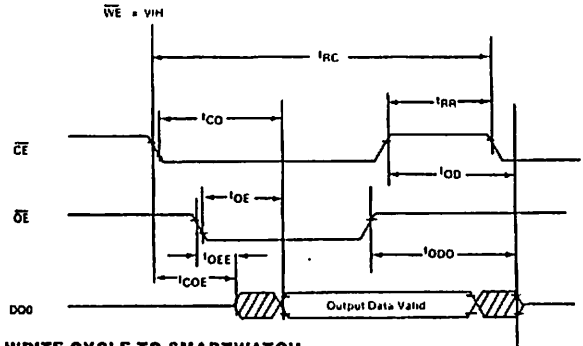 WE = VIH
tRC
tRR
tCO
CE
tOD
tOE
OE
tOEE
tODO
tCOE
DO0
Output Data Valid
WRITE CYCLE TO SMARTWATCH